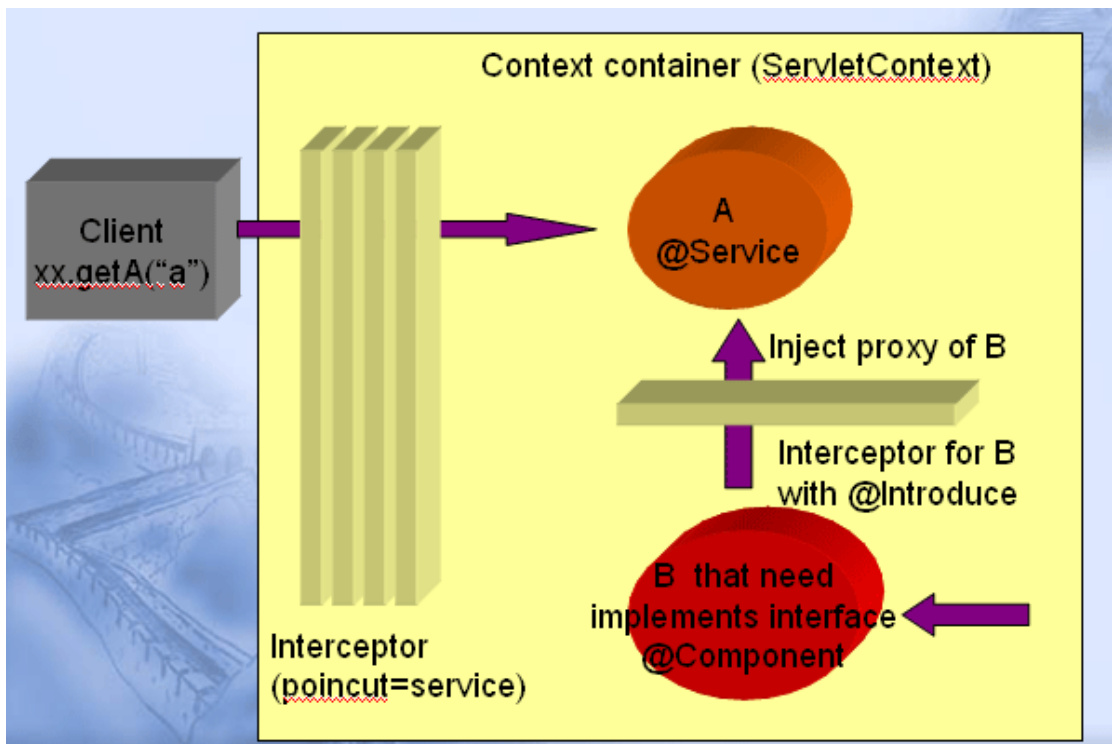 Context container (ServletContext)
Client
xx.getA(“a”)
A
@Service
Inject proxy of B
Interceptor for B
with @Introduce
B that need
implements interface
@Component
Interceptor
(poincut=service)